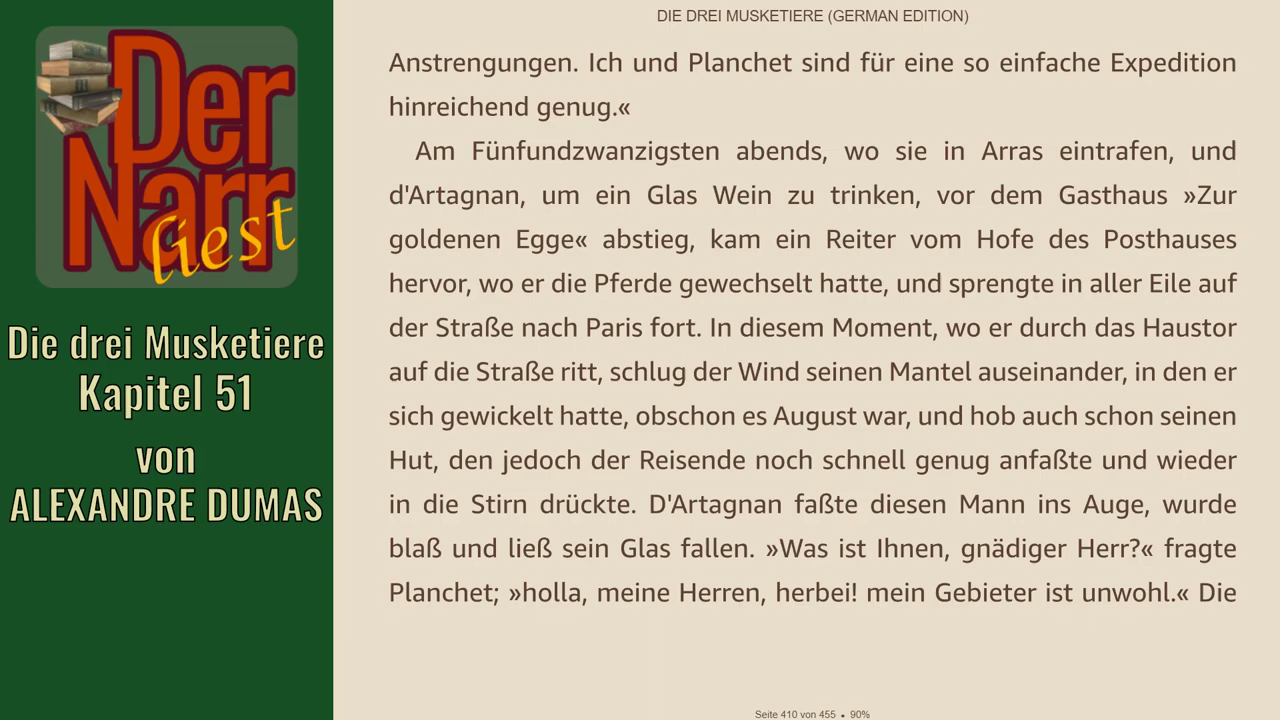 Der
Narr
liest
Die drei Musketiere
Kapitel 51
von
ALEXANDRE DUMAS
DIE DREI MUSKETIERE (GERMAN EDITION)
Anstrengungen. Ich und Planchet sind für eine so einfache Expedition
hinreichend genug.«
Am Fünfundzwanzigsten abends, wo sie in Arras eintrafen, und
d'Artagnan, um ein Glas Wein zu trinken, vor dem Gasthaus »Zur
goldenen Egge« abstieg, kam ein Reiter vom Hofe des Posthauses
hervor, wo er die Pferde gewechselt hatte, und sprengte in aller Eile auf
der Straße nach Paris fort. In diesem Moment, wo er durch das Haustor
auf die Straße ritt, schlug der Wind seinen Mantel auseinander, in den er
sich gewickelt hatte, obschon es August war, und hob auch schon seinen
Hut, den jedoch der Reisende noch schnell genug anfaßte und wieder
in die Stirn drückte. D'Artagnan faßte diesen Mann ins Auge, wurde
blaß und ließ sein Glas fallen. »Was ist Ihnen, gnädiger Herr?« fragte
Planchet; »holla, meine Herren, herbei! mein Gebieter ist unwohl.« Die
Seite 410 von 455 • 90%